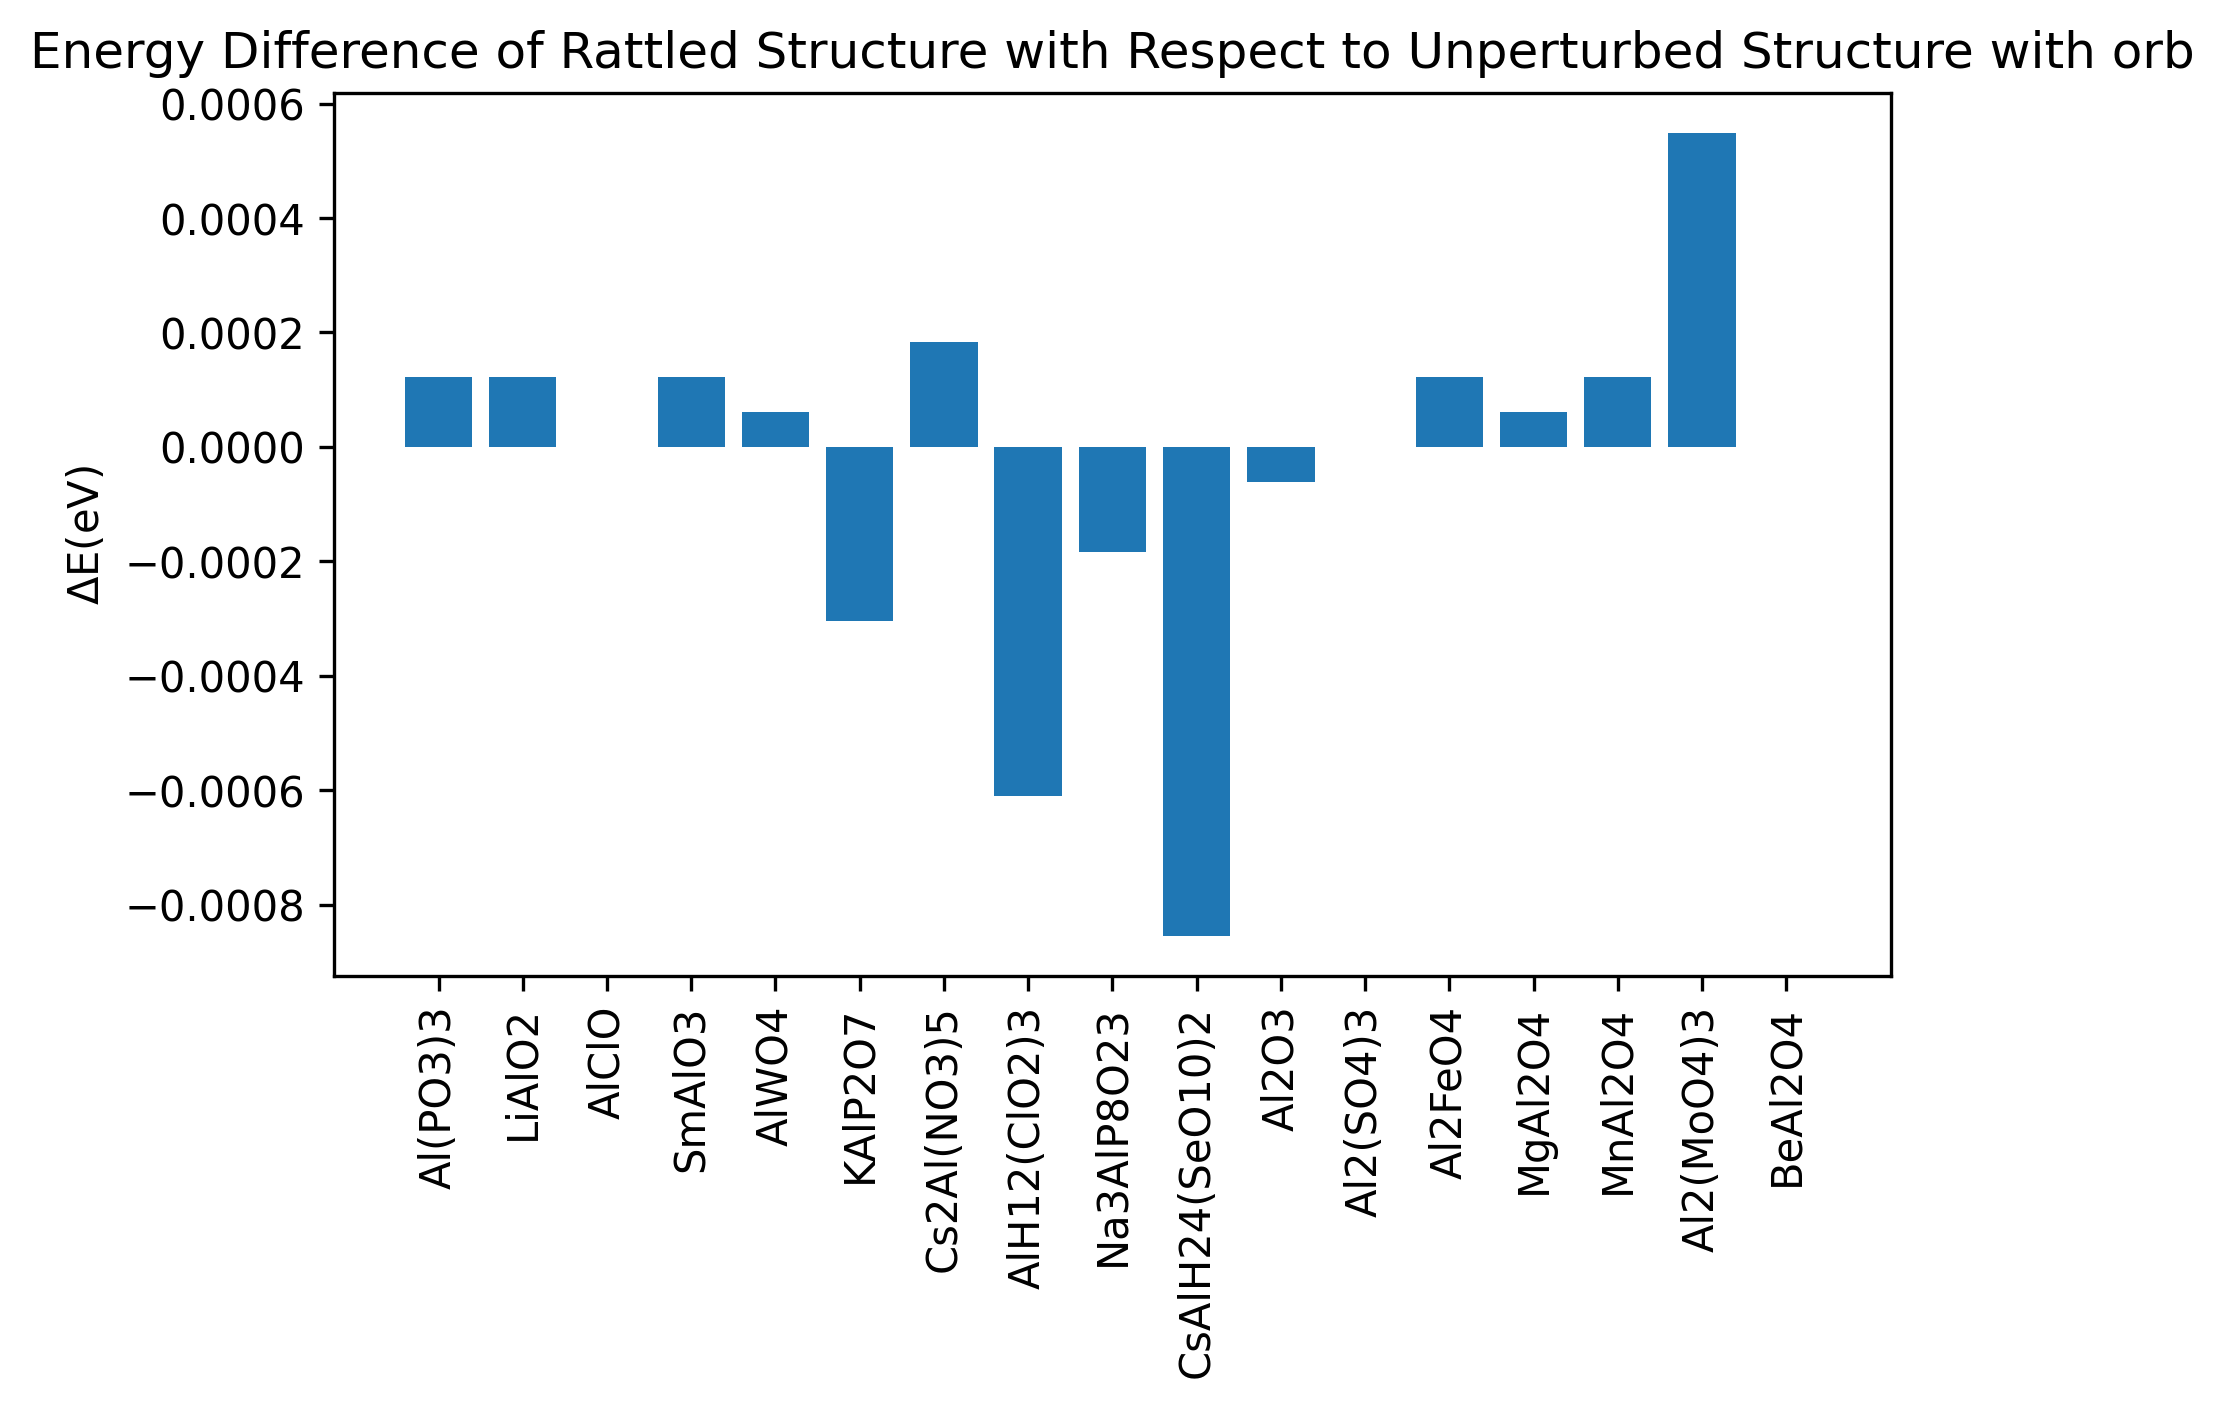 Energy Difference of Rattled Structure with Respect to Unperturbed Structure with orb
0.0006
0.0004
0.0002
0.0000
−0.0002
−0.0004
−0.0006
−0.0008
ΔE(eV)
Al(PO3)3
LiAlO2
AlClO
SmAlO3
AlWO4
KAlP2O7
Cs2Al(NO3)5
AlH12(ClO2)3
Na3AlP8O23
CsAlH24(SeO10)2
Al2O3
Al2(SO4)3
Al2FeO4
MgAl2O4
MnAl2O4
Al2(MoO4)3
BeAl2O4